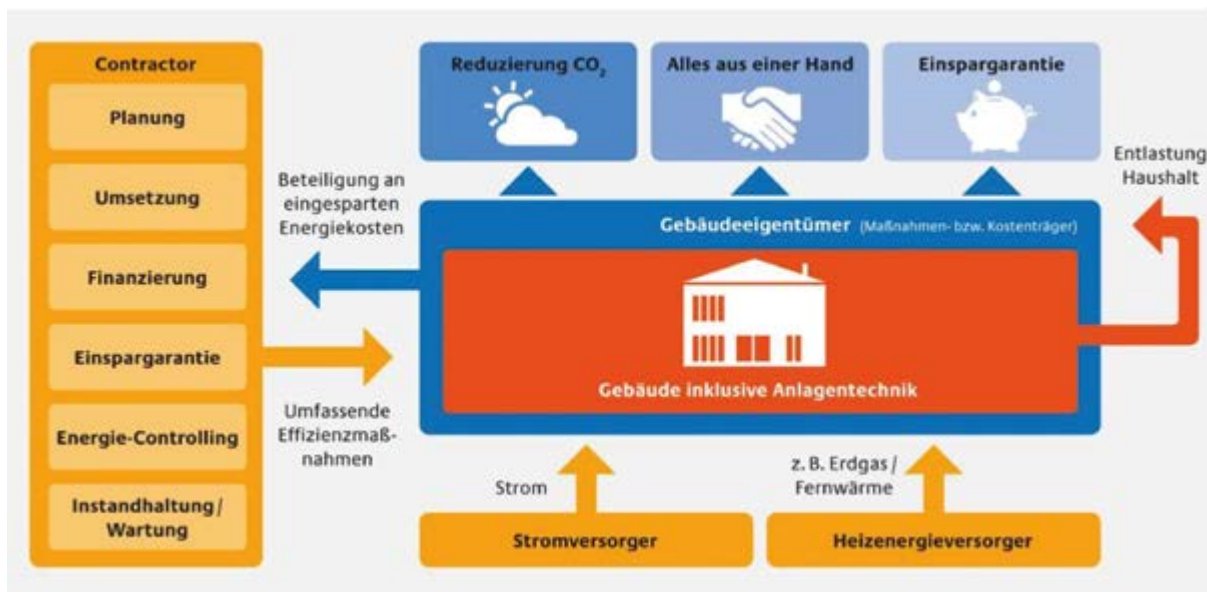 Contractor
Planung
Umsetzung
Finanzierung
Einspargarantie
Energie-Controlling
Instandhaltung/
Wartung
Beteiligung an
eingesparten
Energiekosten
Umfassende
Effizienzmaß-
nahmen
Reduzierung CO₂
Alles aus einer Hand
Einspargarantie
Entlastung
Haushalt
Gebäudeeigentümer (Maßnahmen- bzw. Kostenträger)
Gebäude inklusive Anlagentechnik
Strom
z. B. Erdgas /
Fernwärme
Stromversorger
Heizenergieversorger